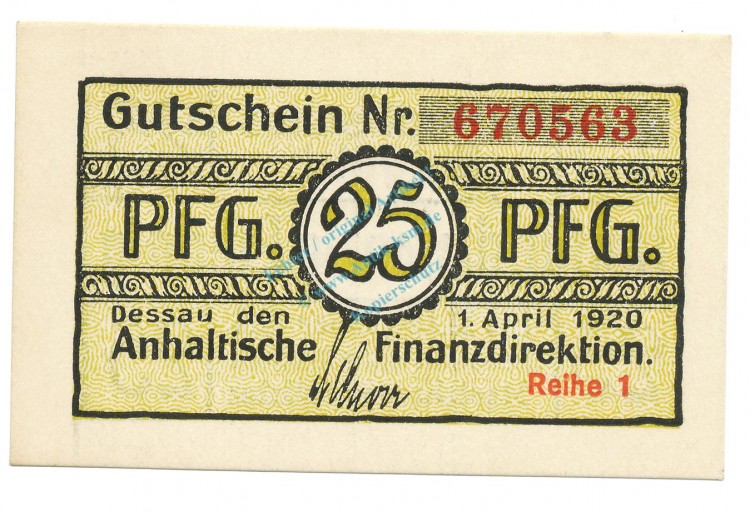 Gutschein Nr. 670563
PFG. 25 PFG.
Dessau den 1. April 1920
Anhaltische Finanzdirektion.
Reihe 1